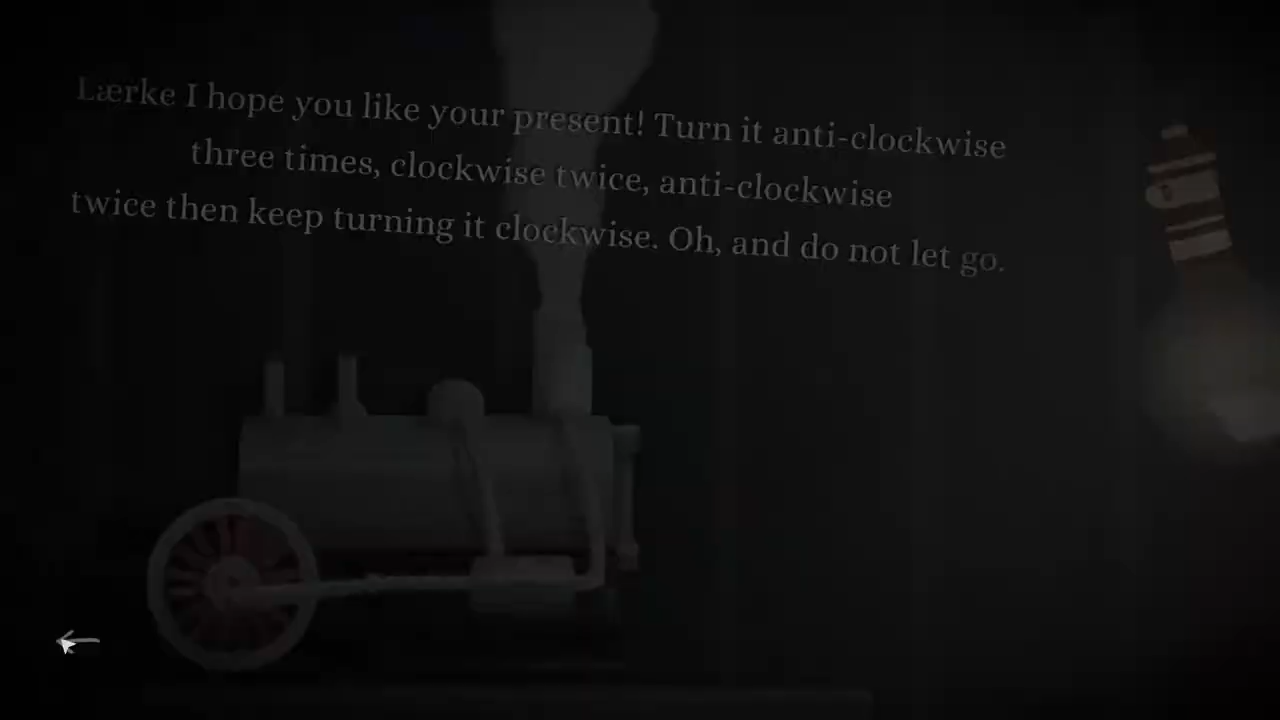 Lærke I hope you like your present! Turn it anti-clockwise
three times, clockwise twice, anti-clockwise
twice then keep turning it clockwise. Oh, and do not let go.